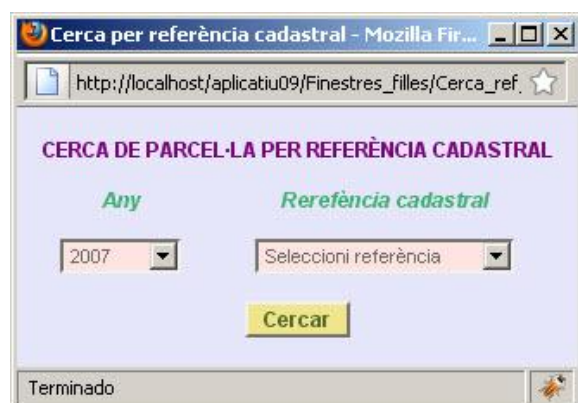 Cerca per referència cadastral - Mozilla Fir...
http://localhost/aplicatiu09/Finestres_filles/Cerca_ref_
CERCA DE PARCEL·LA PER REFERÈNCIA CADASTRAL
Any Rerefència cadastral
2007 Seleccioni referència
Cercar
Terminado